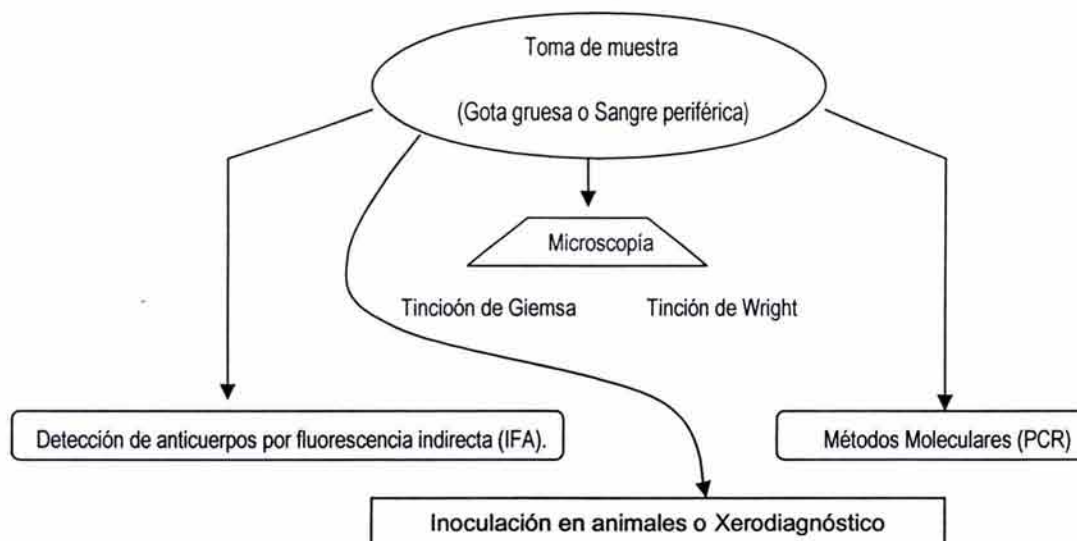 Toma de muestra
(Gota gruesa o Sangre periférica)
Microscopía
Tincioón de Giemsa
Tinción de Wright
Detección de anticuerpos por fluorescencia indirecta (IFA).
Métodos Moleculares (PCR)
Inoculación en animales o Xerodiagnóstico